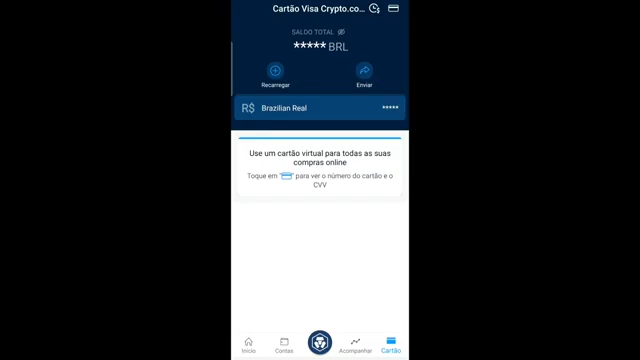 Cartão Visa Crypto.co...
SALDO TOTAL
***** BRL
Recarregar
Enviar
R$ Brazilian Real *****
Use um cartão virtual para todas as suas
compras online
Toque em " " para ver o número do cartão e o
CVV
Início
Contas
Acompanhar
Cartão